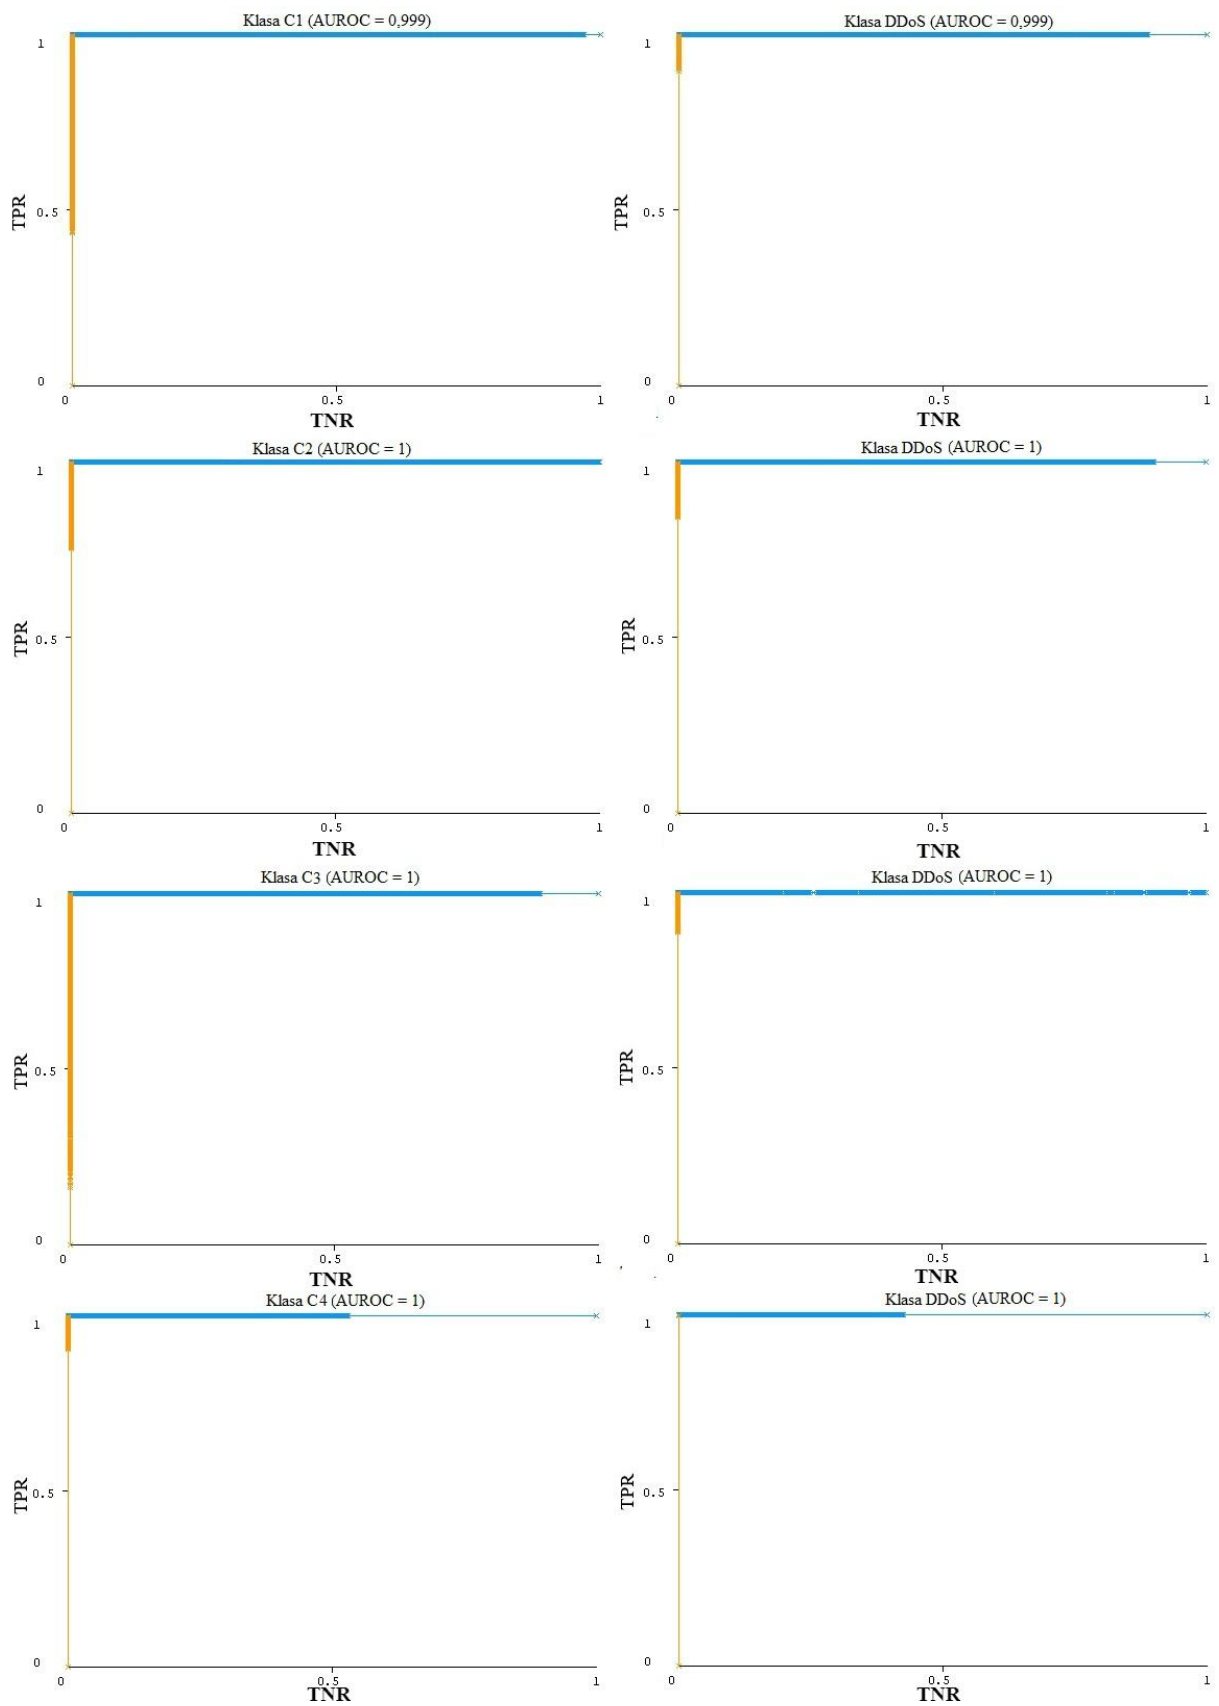 Klasa C1 (AUROC = 0,999)
1
TPR
0.5
0
0
0.5
1
TNR
Klasa DDoS (AUROC = 0,999)
1
TPR
0.5
0
0
0.5
1
TNR
Klasa C2 (AUROC = 1)
1
TPR
0.5
0
0
0.5
1
TNR
Klasa DDoS (AUROC = 1)
1
TPR
0.5
0
0
0.5
1
TNR
Klasa C3 (AUROC = 1)
1
TPR
0.5
0
0
0.5
1
TNR
Klasa DDoS (AUROC = 1)
1
TPR
0.5
0
0
0.5
1
TNR
Klasa C4 (AUROC = 1)
1
TPR
0.5
0
0
0.5
1
TNR
Klasa DDoS (AUROC = 1)
1
TPR
0.5
0
0
0.5
1
TNR